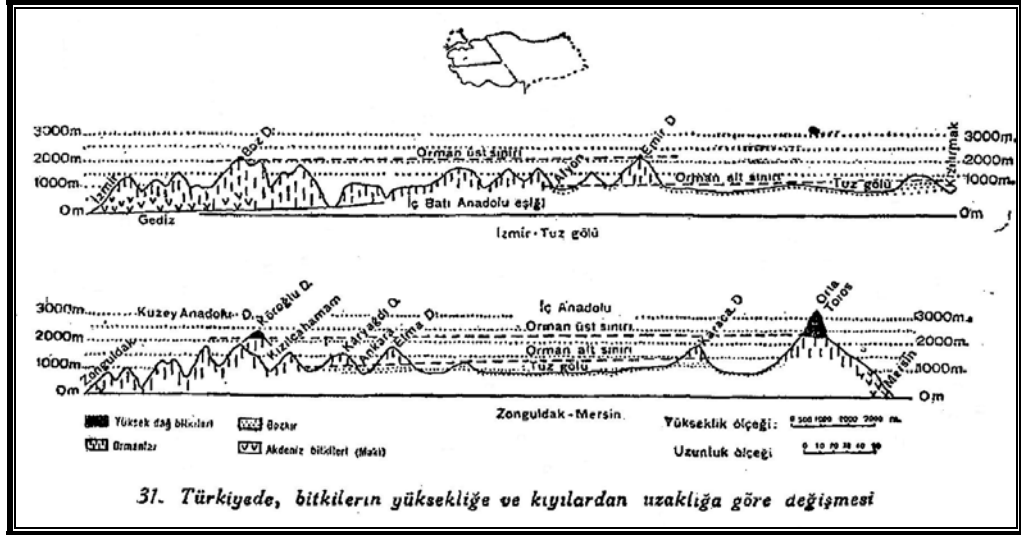 3000m.
2000m.
1000m.
0m
İzmir
Gediz
Boz D.
Orman üst sınırı
İç Batı Anadolu eşiği
Afyon
Emir D
Orman alt sınırı
Tuz gölü
Kızılırmak
3000m.
2000m
1000m.
0m
İzmir-Tuz gölü
3000m
2000m
1000m
0m
Zonguldak
Kuzey Anadolu D.
Köroğlu D.
Kızılcahamam
Karyağdı D.
Ankara
Elma D.
İç Anadolu
Orman üst sınırı
Orman alt sınırı
Tuz gölü
Karaca D
Orta Toros
Mersin
3000m.
2000m
1000m.
0m
Zonguldak-Mersin
Yüksek dağ bitkileri
Bozkır
Ormanlar
Akdeniz bitkileri (Maki)
Yükseklik ölçeği:
Uzunluk ölçeği
31. Türkiyede, bitkilerin yüksekliğe ve kıyılardan uzaklığa göre değişmesi